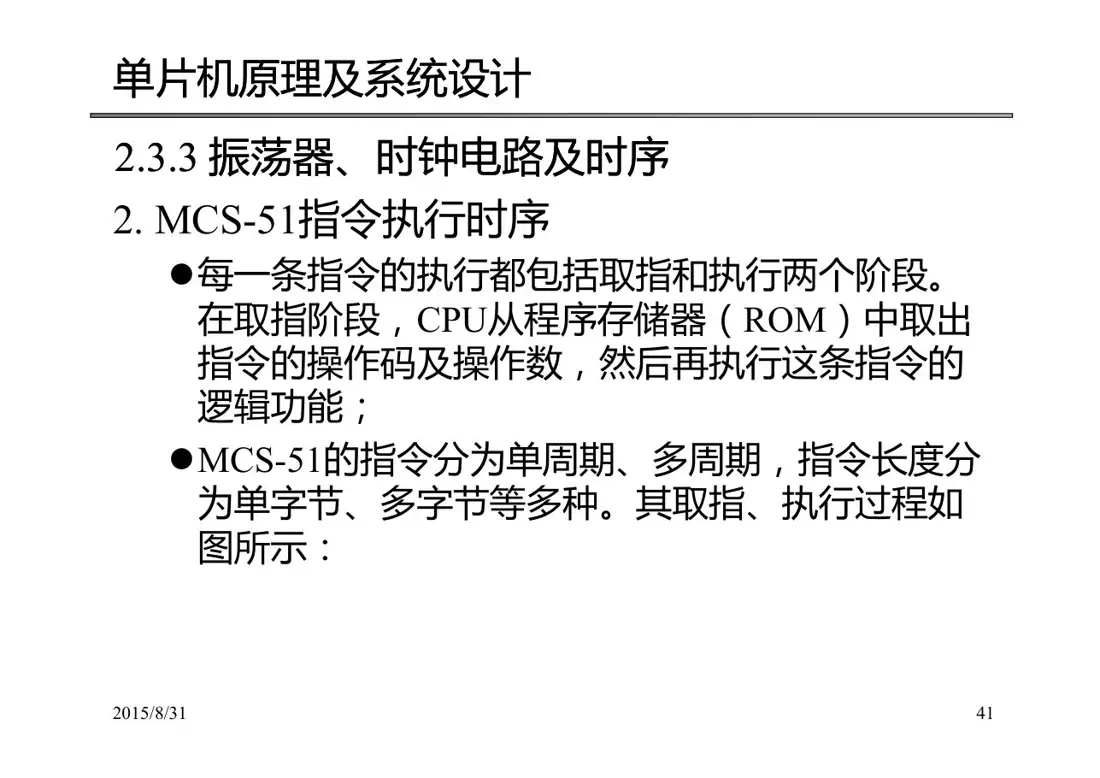 单片机原理及系统设计
2.3.3 振荡器、时钟电路及时序
2. MCS-51指令执行时序
●每一条指令的执行都包括取指和执行两个阶段。
在取指阶段，CPU从程序存储器（ROM）中取出
指令的操作码及操作数，然后再执行这条指令的
逻辑功能；
●MCS-51的指令分为单周期、多周期，指令长度分
为单字节、多字节等多种。其取指、执行过程如
图所示：
2015/8/31
41